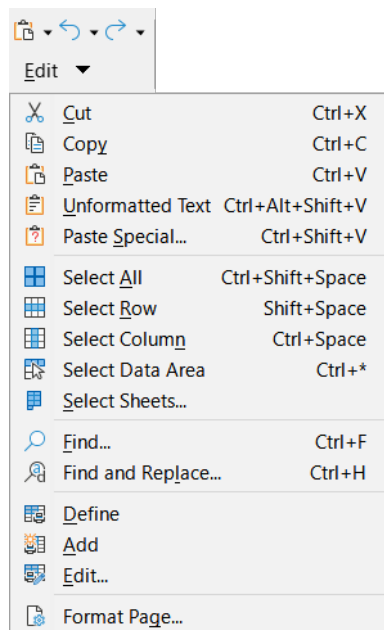 Edit
Cut Ctrl+X
Copy Ctrl+C
Paste Ctrl+V
Unformatted Text Ctrl+Alt+Shift+V
Paste Special... Ctrl+Shift+V
Select All Ctrl+Shift+Space
Select Row Shift+Space
Select Column Ctrl+Space
Select Data Area Ctrl+*
Select Sheets...
Find... Ctrl+F
Find and Replace... Ctrl+H
Define
Add
Edit...
Format Page...